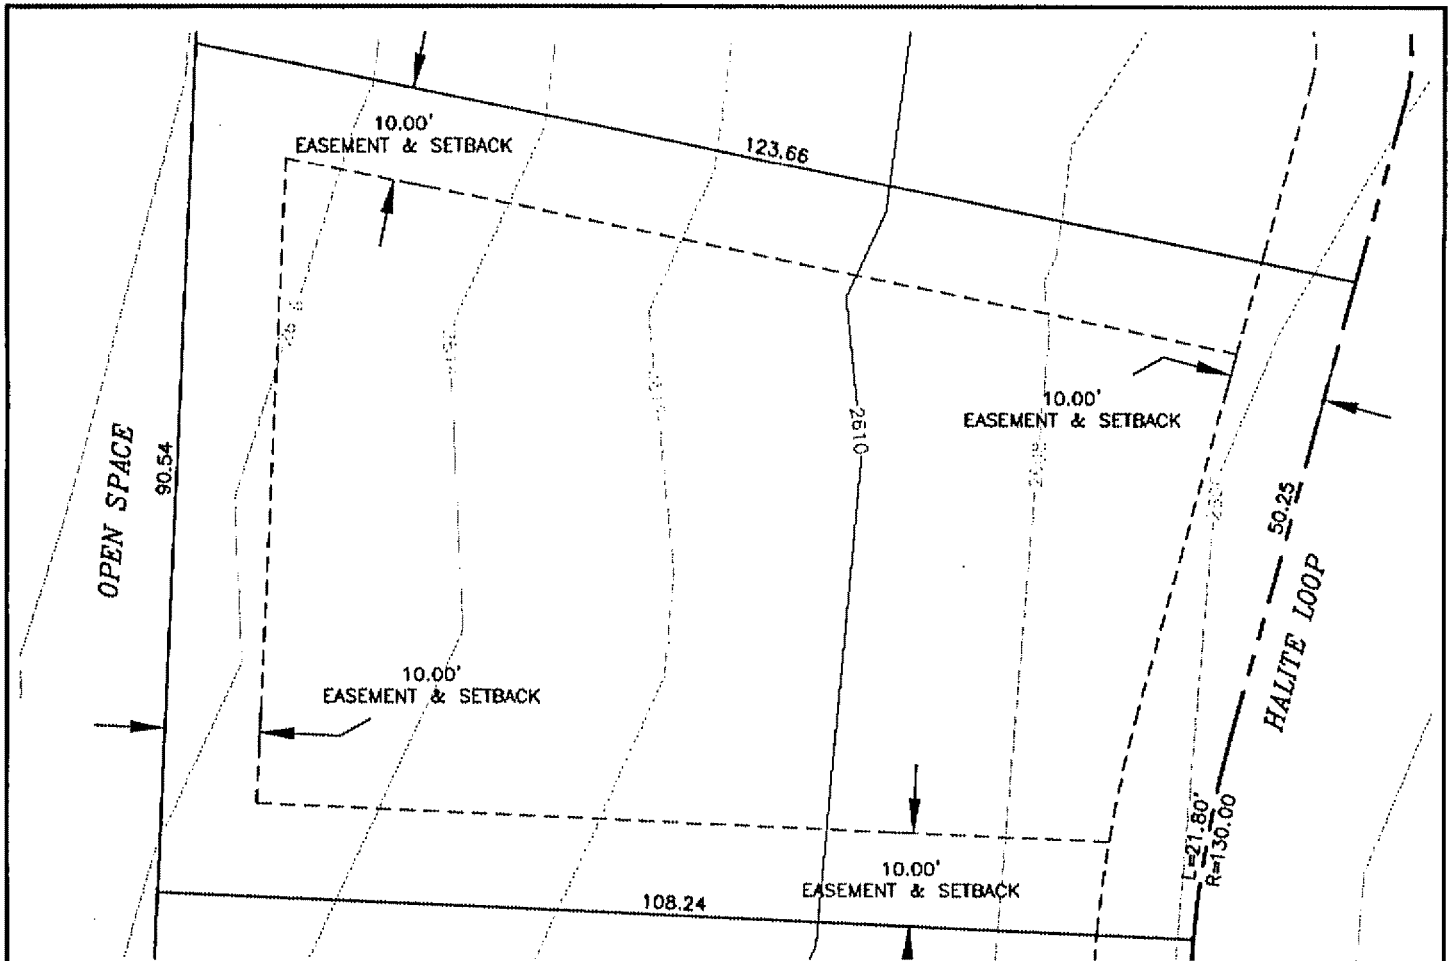 10.00'
EASEMENT & SETBACK
123.66
10.00'
EASEMENT & SETBACK
2610
OPEN SPACE
90.54
50.25
HALITE LOOP
10.00'
EASEMENT & SETBACK
L=21.80'
R=130.00
10.00'
EASEMENT & SETBACK
108.24